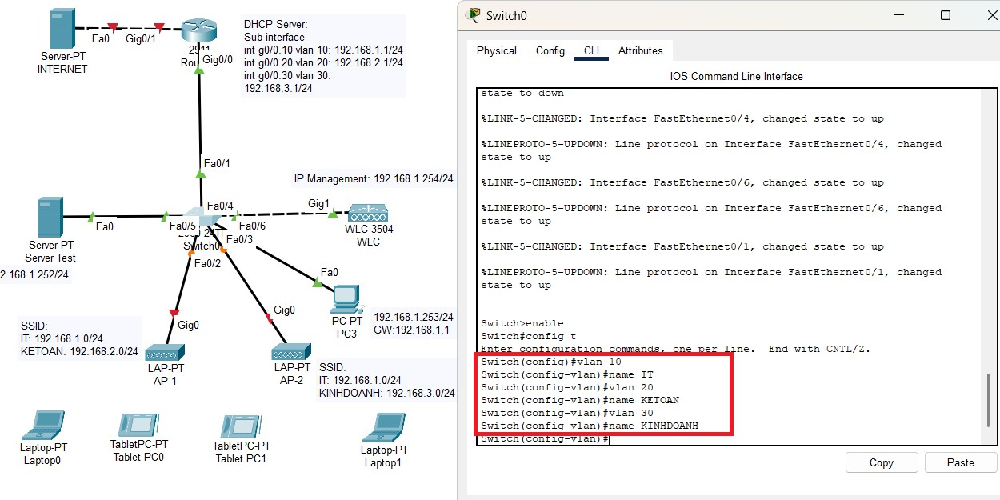 Fa0
Gig0/1
Server-PT
INTERNET
2911
Rou
Gig0/0
DHCP Server:
Sub-interface
int g0/0.10 vlan 10: 192.168.1.1/24
int g0/0.20 vlan 20: 192.168.2.1/24
int g0/0.30 vlan 30:
192.168.3.1/24
Fa0/1
IP Management: 192.168.1.254/24
Fa0/4
Gig1
Fa0
Fa0/5
Fa0/6
WLC-3504
WLC
Server-PT
Server Test
Fa0/3
Switch0
Fa0/2
2.168.1.252/24
Fa0
PC-PT
PC3
192.168.1.253/24
GW:192.168.1.1
SSID:
IT: 192.168.1.0/24
KETOAN: 192.168.2.0/24
Gig0
LAP-PT
AP-1
Gig0
LAP-PT
AP-2
SSID:
IT: 192.168.1.0/24
KINHDOANH: 192.168.3.0/24
Laptop-PT
Laptop0
TabletPC-PT
Tablet PC0
TabletPC-PT
Tablet PC1
Laptop-PT
Laptop1
Switch0
Physical Config CLI Attributes
IOS Command Line Interface
state to down
%LINK-5-CHANGED: Interface FastEthernet0/4, changed state to up
%LINEPROTO-5-UPDOWN: Line protocol on Interface FastEthernet0/4, changed
state to up
%LINK-5-CHANGED: Interface FastEthernet0/6, changed state to up
%LINEPROTO-5-UPDOWN: Line protocol on Interface FastEthernet0/6, changed
state to up
%LINK-5-CHANGED: Interface FastEthernet0/1, changed state to up
%LINEPROTO-5-UPDOWN: Line protocol on Interface FastEthernet0/1, changed
state to up
Switch>enable
Switch#config t
Enter configuration commands, one per line.  End with CNTL/Z.
Switch(config)#vlan 10
Switch(config-vlan)#name IT
Switch(config-vlan)#vlan 20
Switch(config-vlan)#name KETOAN
Switch(config-vlan)#vlan 30
Switch(config-vlan)#name KINHDOANH
Switch(config-vlan)#
Copy
Paste